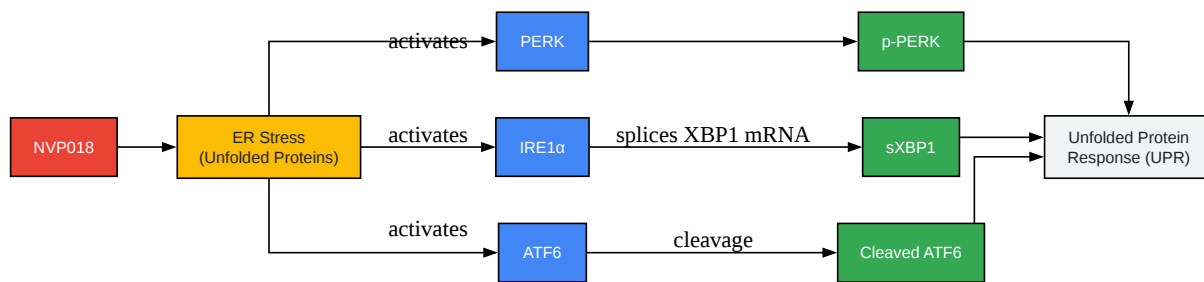 activates
PERK
p-PERK
NVP018
ER Stress
(Unfolded Proteins)
activates
IRE1α
splices XBP1 mRNA
sXBP1
Unfolded Protein
Response (UPR)
activates
ATF6
cleavage
Cleaved ATF6